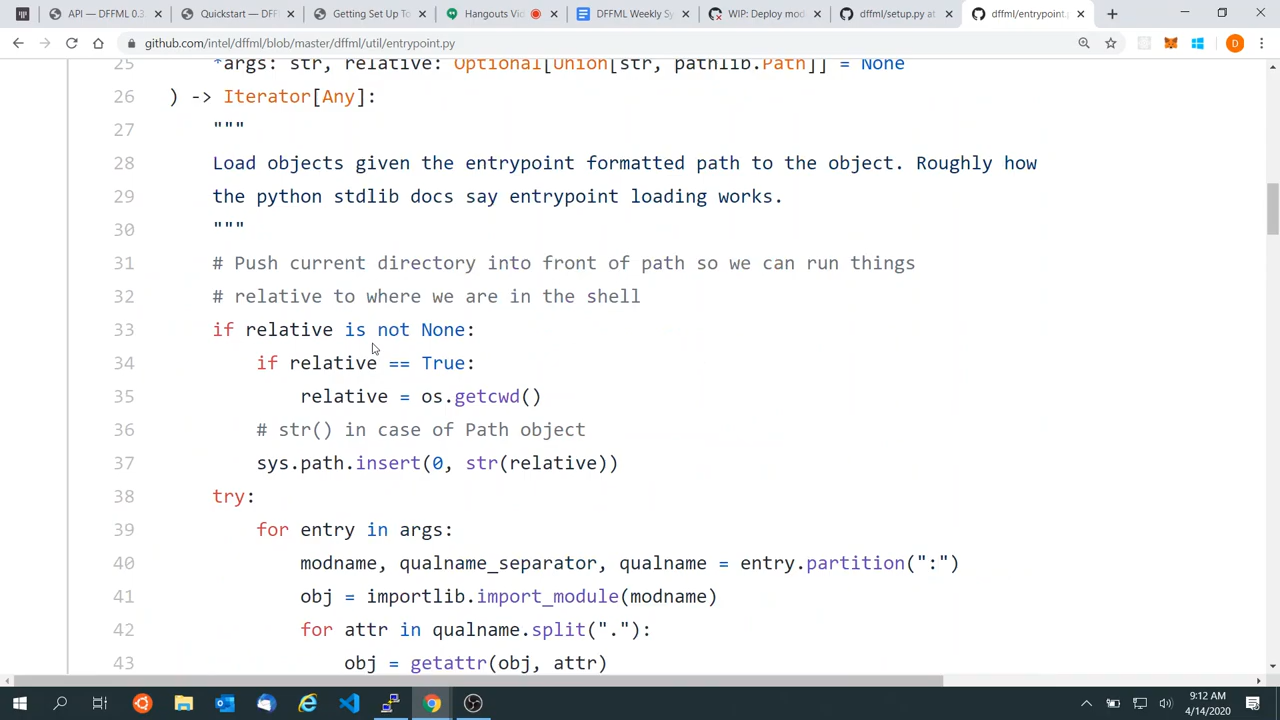 API — DFFML 0.3
Quickstart — DFF
Getting Set Up To
Hangouts Vid
DFFML Weekly Sy
WIP: Deploy mod
dffml/setup.py at
dffml/entrypoint.p
github.com/intel/dffml/blob/master/dffml/util/entrypoint.py
D
25 *args: str, relative: Optional[Union[str, pathlib.Path]] = None
26 ) -> Iterator[Any]:
27 """
28 Load objects given the entrypoint formatted path to the object. Roughly how
29 the python stdlib docs say entrypoint loading works.
30 """
31 # Push current directory into front of path so we can run things
32 # relative to where we are in the shell
33 if relative is not None:
34 if relative == True:
35 relative = os.getcwd()
36 # str() in case of Path object
37 sys.path.insert(0, str(relative))
38 try:
39 for entry in args:
40 modname, qualname_separator, qualname = entry.partition(":")
41 obj = importlib.import_module(modname)
42 for attr in qualname.split("."):
43 obj = getattr(obj, attr)
9:12 AM
4/14/2020